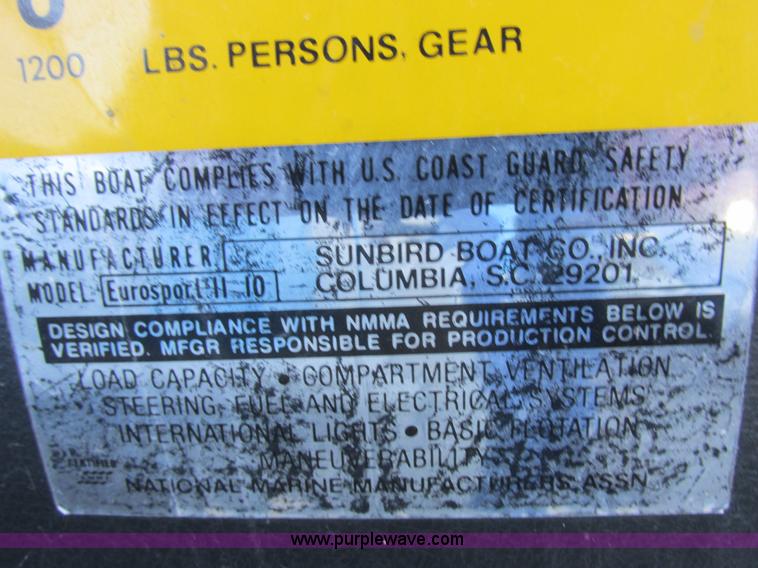 1200 LBS. PERSONS, GEAR
THIS BOAT COMPLIES WITH U.S. COAST GUARD SAFETY
STANDARDS IN EFFECT ON THE DATE OF CERTIFICATION
MANUFACTURER SUNBIRD BOAT CO., INC.
MODEL Eurosport II IO COLUMBIA, S.C. 29201
DESIGN COMPLIANCE WITH NMMA REQUIREMENTS BELOW IS
VERIFIED. MFGR RESPONSIBLE FOR PRODUCTION CONTROL.
LOAD CAPACITY • COMPARTMENT VENTILATION
STEERING, FUEL AND ELECTRICAL SYSTEMS
INTERNATIONAL LIGHTS • BASIC FLOTATION
MANEUVERABILITY
CERTIFIED
NATIONAL MARINE MANUFACTURERS ASSN
www.purplewave.com